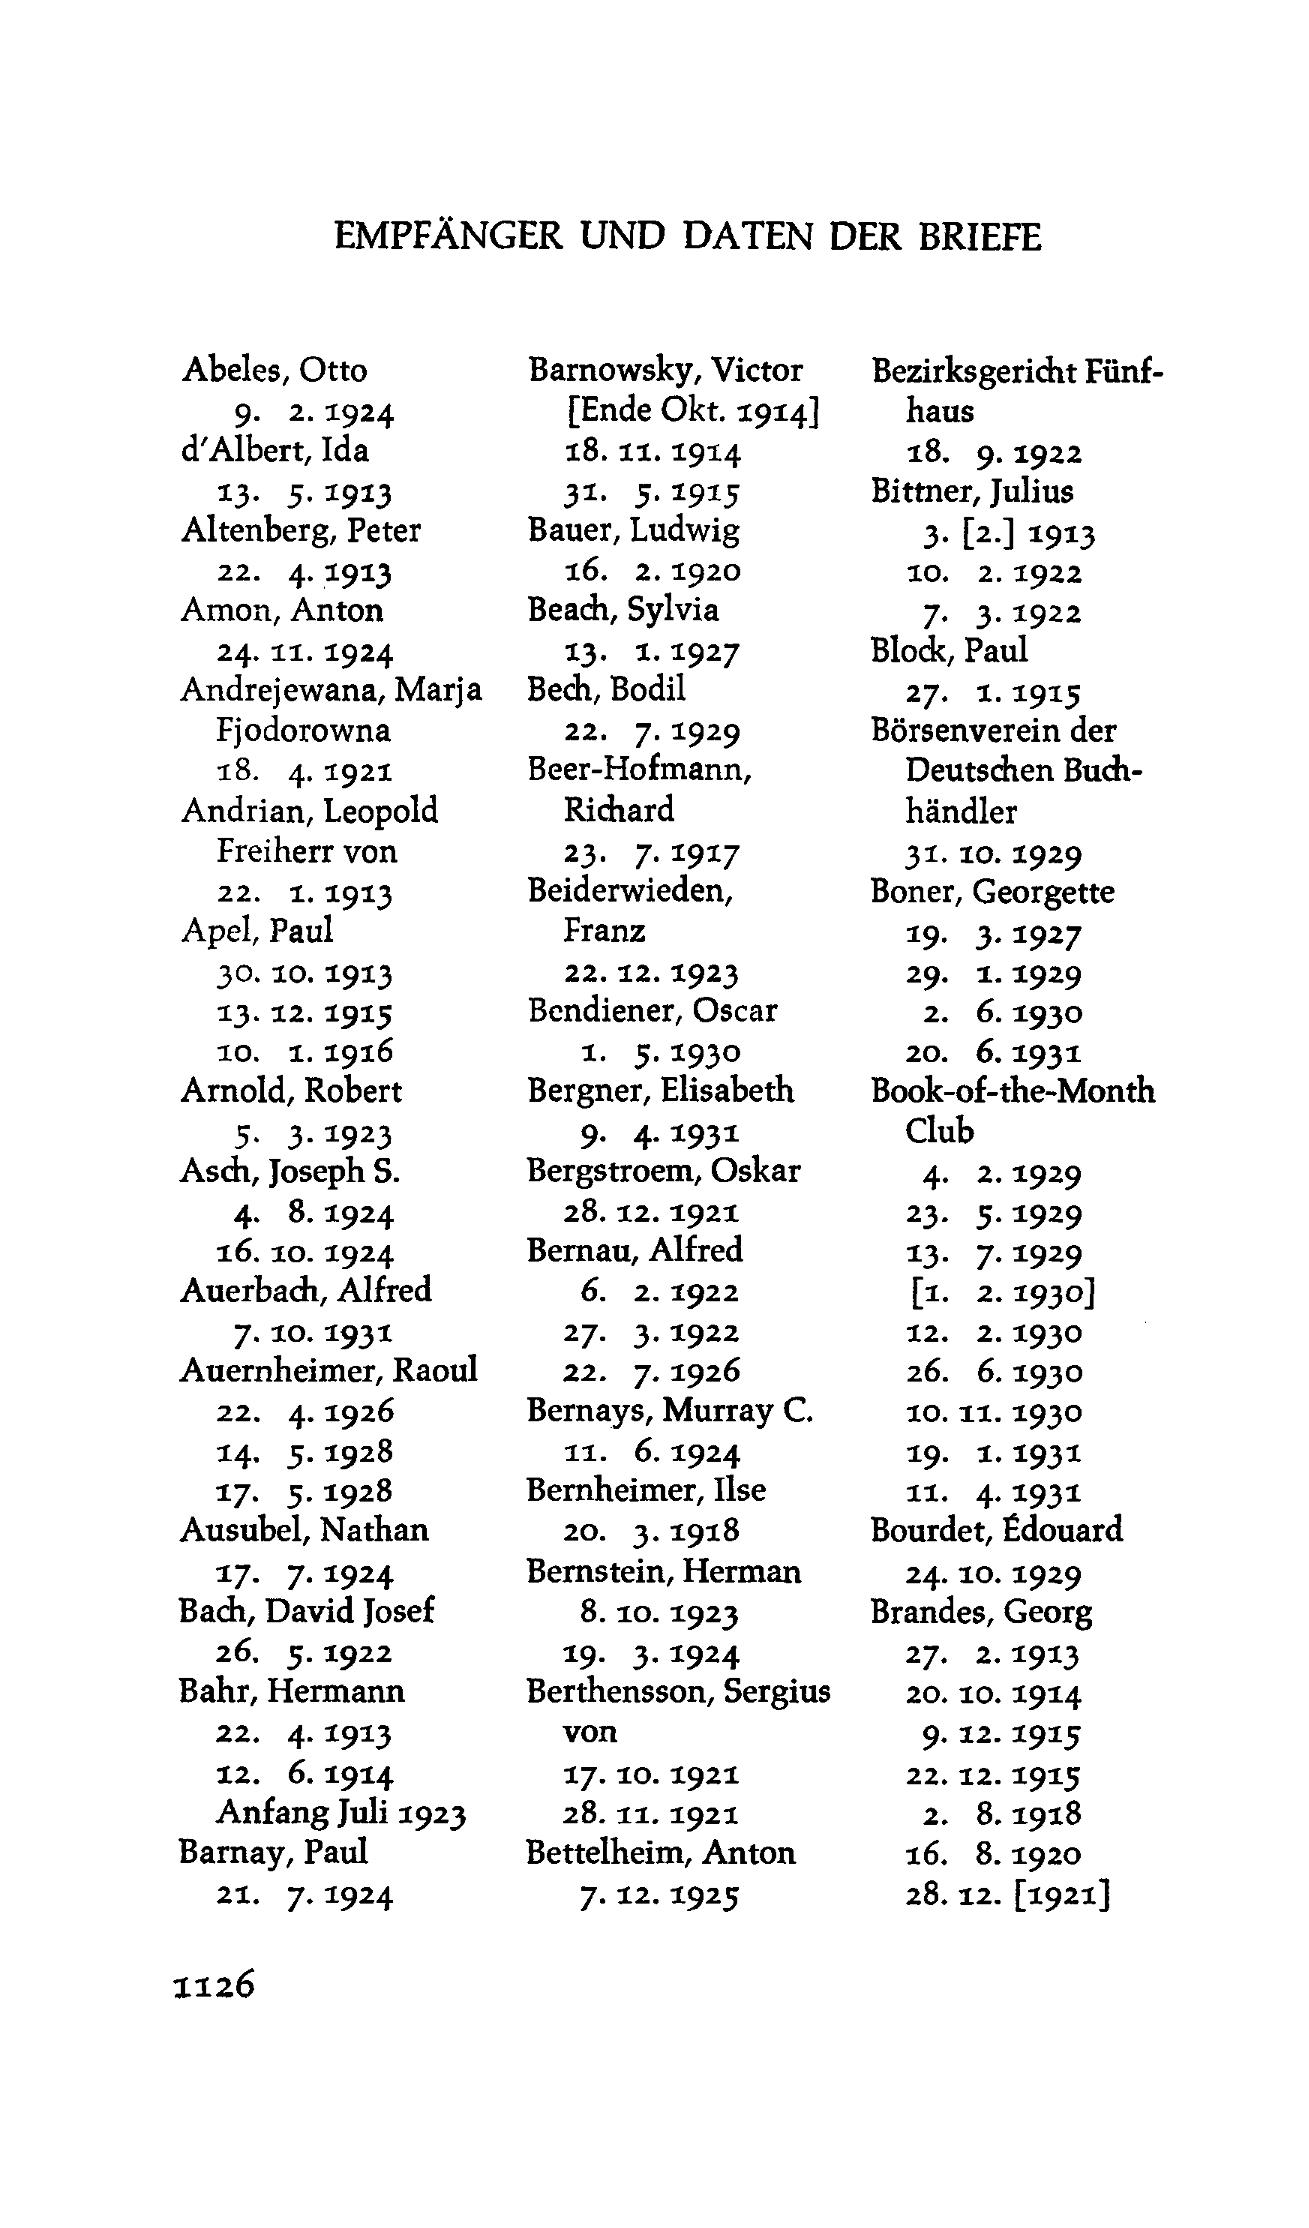 EMPFÄNGER UND DATEN DER BRIEFE
Abeles, Otto
9. 2. 1924
d'Albert, Ida
13. 5. 1913
Altenberg, Peter
22. 4. 1913
Amon, Anton
24. 11. 1924
Andrejewana, Marja
Fjodorowna
18. 4. 1921
Andrian, Leopold
Freiherr von
22. 1. 1913
Apel, Paul
30. 10. 1913
13. 12. 1915
10. 1. 1916
Arnold, Robert
5. 3. 1923
Asch, Joseph S.
4. 8. 1924
16. 10. 1924
Auerbach, Alfred
7. 10. 1931
Auernheimer, Raoul
22. 4. 1926
14. 5. 1928
17. 5. 1928
Ausubel, Nathan
17. 7. 1924
Bach, David Josef
26. 5. 1922
Bahr, Hermann
22. 4. 1913
12. 6. 1914
Anfang Juli 1923
Barnay, Paul
21. 7. 1924
Barnowsky, Victor
[Ende Okt. 1914]
18. 11. 1914
31. 5. 1915
Bauer, Ludwig
16. 2. 1920
Beach, Sylvia
13. 1. 1927
Bech, Bodil
22. 7. 1929
Beer-Hofmann,
Richard
23. 7. 1917
Beiderwieden,
Franz
22. 12. 1923
Bendiener, Oscar
1. 5. 1930
Bergner, Elisabeth
9. 4. 1931
Bergstroem, Oskar
28. 12. 1921
Bernau, Alfred
6. 2. 1922
27. 3. 1922
22. 7. 1926
Bernays, Murray C.
11. 6. 1924
Bernheimer, Ilse
20. 3. 1918
Bernstein, Herman
8. 10. 1923
19. 3. 1924
Berthensson, Sergius
von
17. 10. 1921
28. 11. 1921
Bettelheim, Anton
7. 12. 1925
Bezirksgericht Fünf-
haus
18. 9. 1922
Bittner, Julius
3. [2.] 1913
10. 2. 1922
7. 3. 1922
Block, Paul
27. 1. 1915
Börsenverein der
Deutschen Buch-
händler
31. 10. 1929
Boner, Georgette
19. 3. 1927
29. 1. 1929
2. 6. 1930
20. 6. 1931
Book-of-the-Month
Club
4. 2. 1929
23. 5. 1929
13. 7. 1929
[1. 2. 1930]
12. 2. 1930
26. 6. 1930
10. 11. 1930
19. 1. 1931
11. 4. 1931
Bourdet, Édouard
24. 10. 1929
Brandes, Georg
27. 2. 1913
20. 10. 1914
9. 12. 1915
22. 12. 1915
2. 8. 1918
16. 8. 1920
28. 12. [1921]
1126